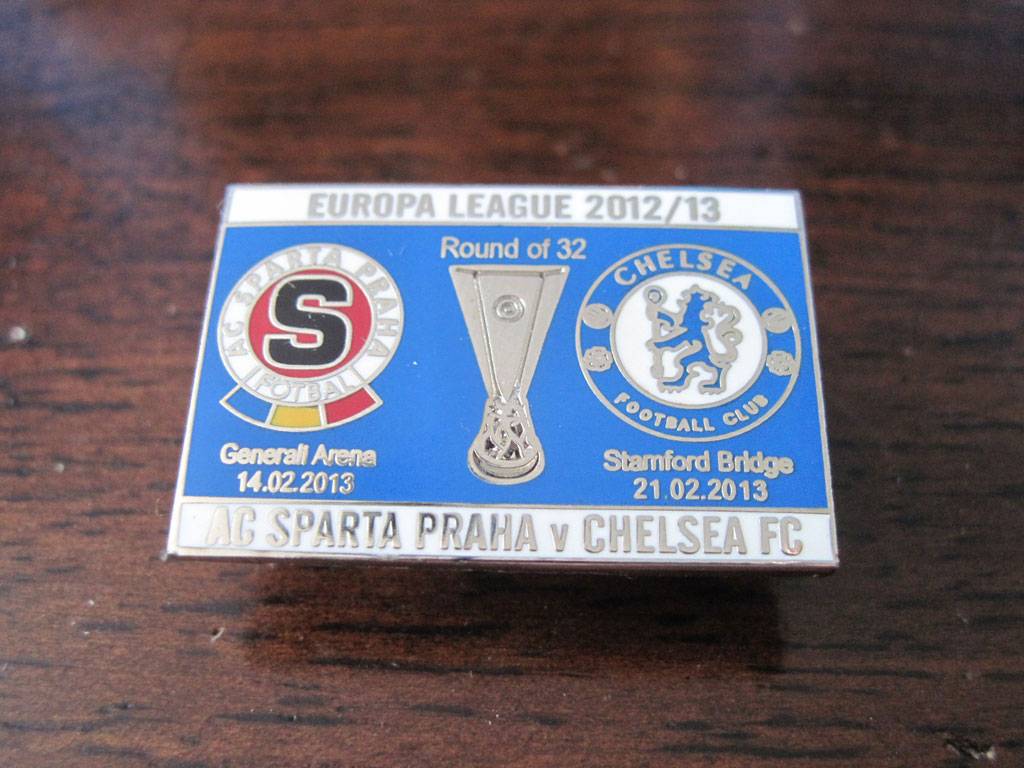 EUROPA LEAGUE 2012/13
Round of 32
AC SPARTA PRAHA
S
FOTBAL
CHELSEA
FOOTBALL CLUB
Generali Arena
14.02.2013
Stamford Bridge
21.02.2013
AC SPARTA PRAHA v CHELSEA FC